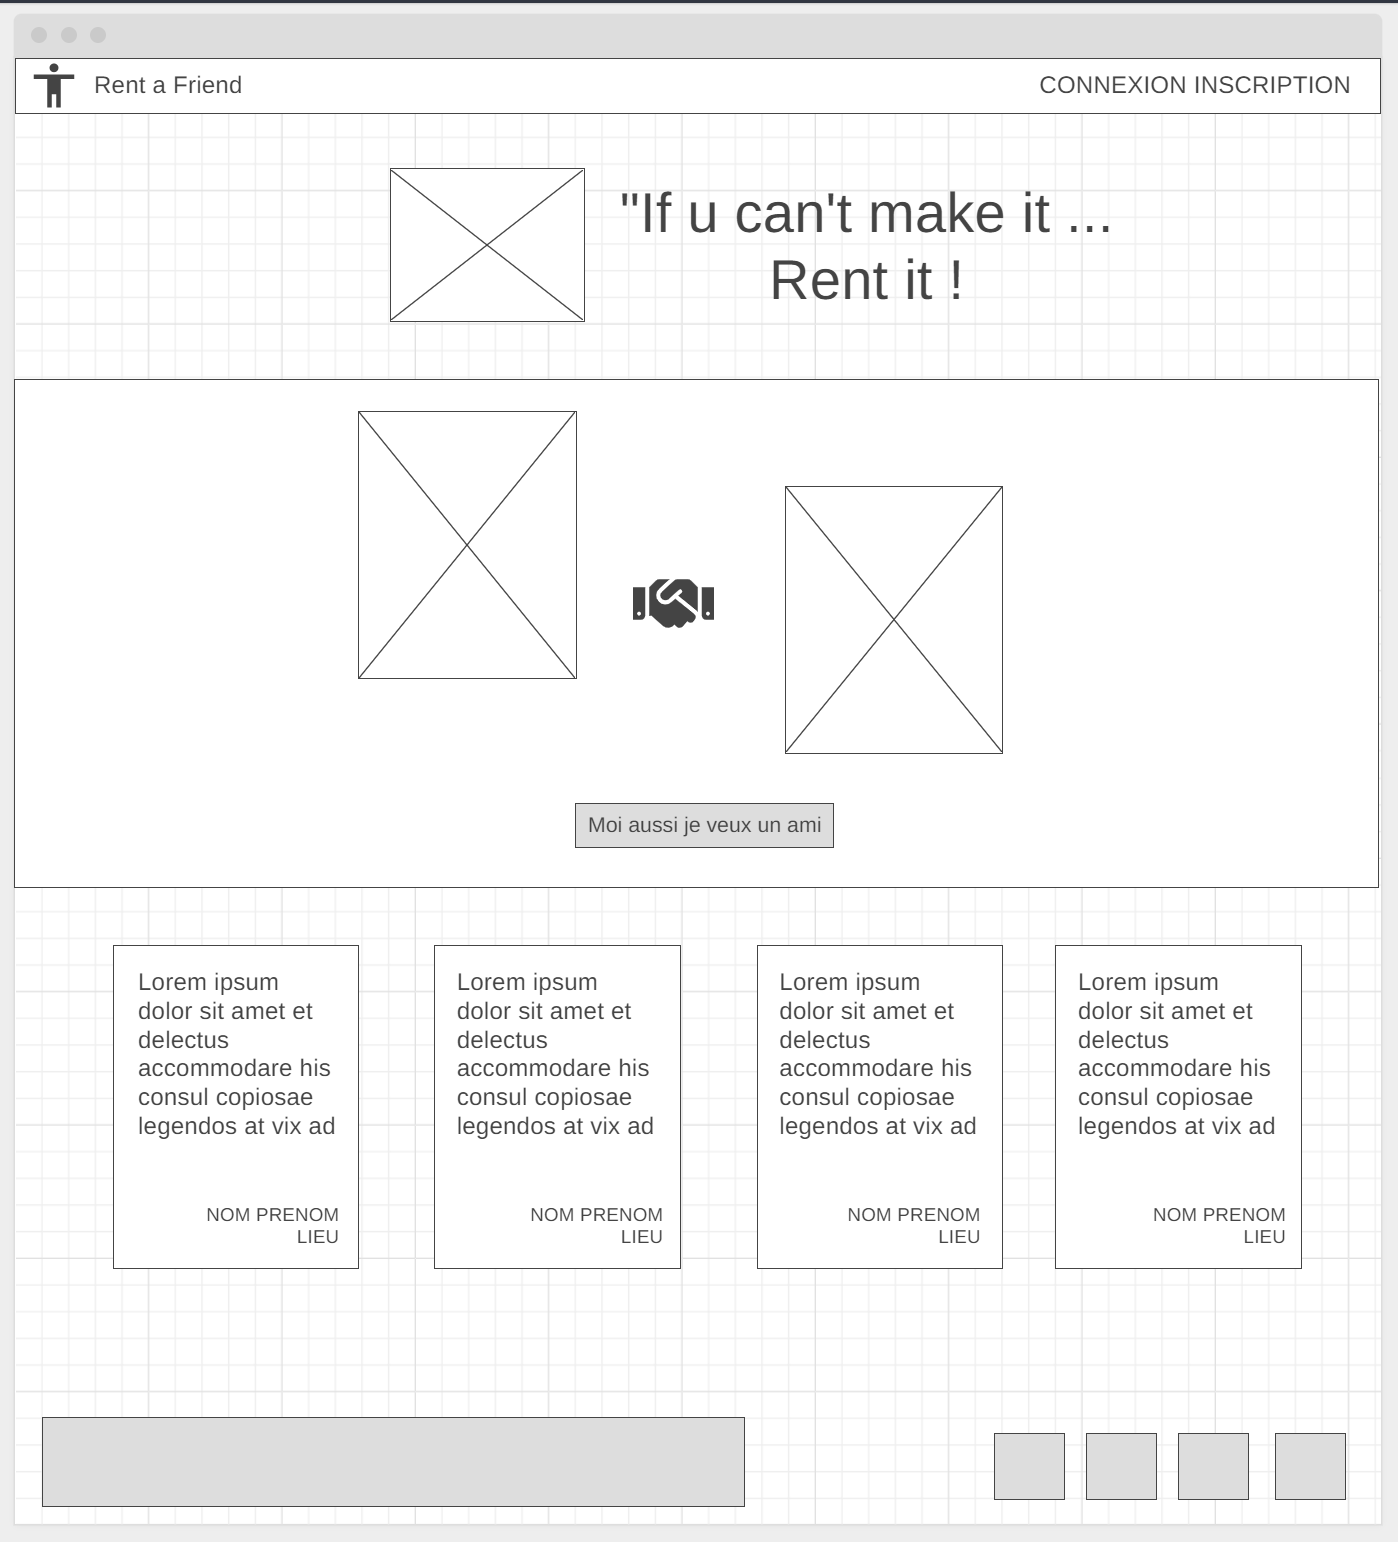 Rent a Friend
CONNEXION INSCRIPTION
"If u can't make it ...
Rent it !
Moi aussi je veux un ami
Lorem ipsum
dolor sit amet et
delectus
accommodare his
consul copiosae
legendos at vix ad
NOM PRENOM
LIEU
Lorem ipsum
dolor sit amet et
delectus
accommodare his
consul copiosae
legendos at vix ad
NOM PRENOM
LIEU
Lorem ipsum
dolor sit amet et
delectus
accommodare his
consul copiosae
legendos at vix ad
NOM PRENOM
LIEU
Lorem ipsum
dolor sit amet et
delectus
accommodare his
consul copiosae
legendos at vix ad
NOM PRENOM
LIEU